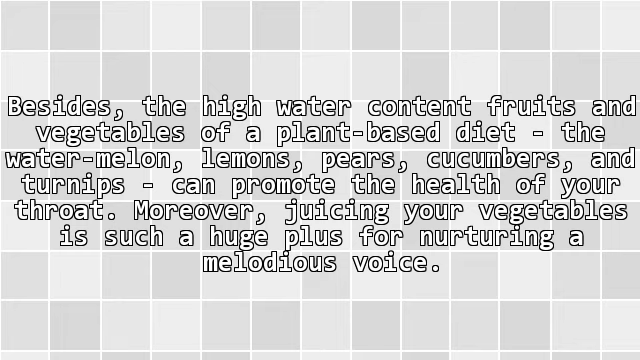 Besides, the high water content fruits and
vegetables of a plant-based diet - the
water-melon, lemons, pears, cucumbers, and
turnips - can promote the health of your
throat. Moreover, juicing your vegetables
is such a huge plus for nurturing a
melodious voice.